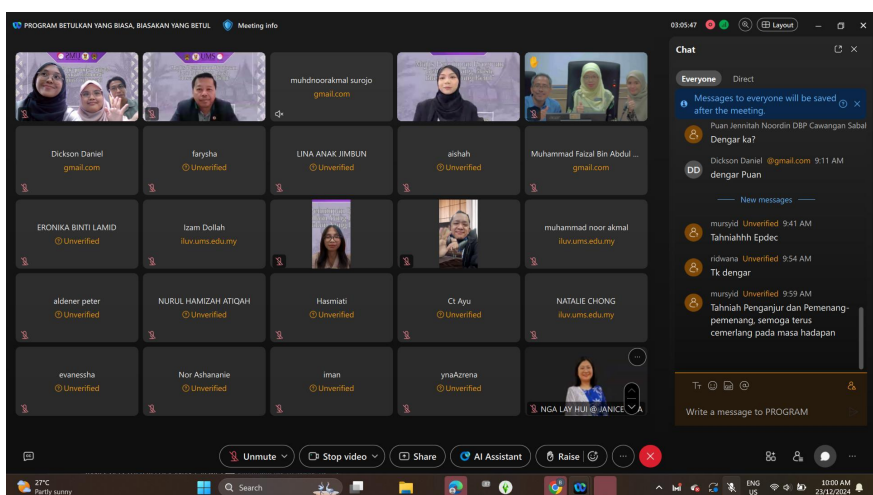 PROGRAM BETULKAN YANG BIASA, BIASAKAN YANG BETUL
Meeting info
03:05:47
Layout
muhdnoorakmal surojo
gmail.com
Dickson Daniel
gmail.com
farysha
Unverified
LINA ANAK JIMBUN
Unverified
aishah
Unverified
Muhammad Faizal Bin Abdul ...
gmail.com
ERONIKA BINTI LAMID
Unverified
Izam Dollah
iluv.ums.edu.my
muhammad noor akmal
iluv.ums.edu.my
aldener peter
Unverified
NURUL HAMIZAH ATIQAH
Unverified
Hasmiati
Unverified
Ct Ayu
Unverified
NATALIE CHONG
iluv.ums.edu.my
evanessha
Unverified
Nor Ashananie
Unverified
iman
Unverified
ynaAzrena
Unverified
NGA LAY HUI @ JANICE
Chat
Everyone
Direct
Messages to everyone will be saved
after the meeting.
Puan Jennitah Noordin DBP Cawangan Sabal
Dengar ka?
DD
Dickson Daniel @gmail.com 9:11 AM
dengar Puan
New messages
mursyid Unverified 9:41 AM
Tahniahhh Epdec
ridwana Unverified 9:54 AM
Tk dengar
mursyid Unverified 9:59 AM
Tahniah Penganjur dan Pemenang-
pemenang, semoga terus
cemerlang pada masa hadapan
Write a message to PROGRAM
Unmute
Stop video
Share
AI Assistant
Raise
27°C
Partly sunny
Search
ENG
US
10:00 AM
23/12/2024